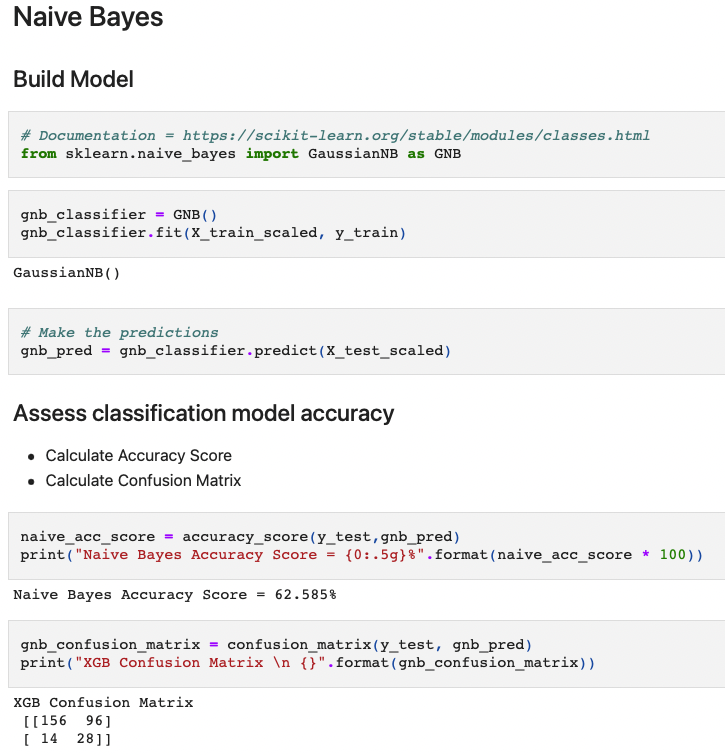 Naive Bayes
Build Model
# Documentation = https://scikit-learn.org/stable/modules/classes.html
from sklearn.naive_bayes import GaussianNB as GNB
gnb_classifier = GNB()
gnb_classifier.fit(X_train_scaled, y_train)
GaussianNB()
# Make the predictions
gnb_pred = gnb_classifier.predict(X_test_scaled)
Assess classification model accuracy
• Calculate Accuracy Score
• Calculate Confusion Matrix
naive_acc_score = accuracy_score(y_test,gnb_pred)
print("Naive Bayes Accuracy Score = {0:.5g}%".format(naive_acc_score * 100))
Naive Bayes Accuracy Score = 62.585%
gnb_confusion_matrix = confusion_matrix(y_test, gnb_pred)
print("XGB Confusion Matrix \n {}".format(gnb_confusion_matrix))
XGB Confusion Matrix
[[156  96]
[ 14  28]]